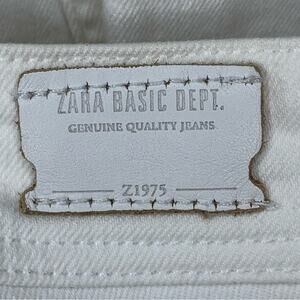 ZARA BASIC DEPT.
GENUINE QUALITY JEANS
Z1975